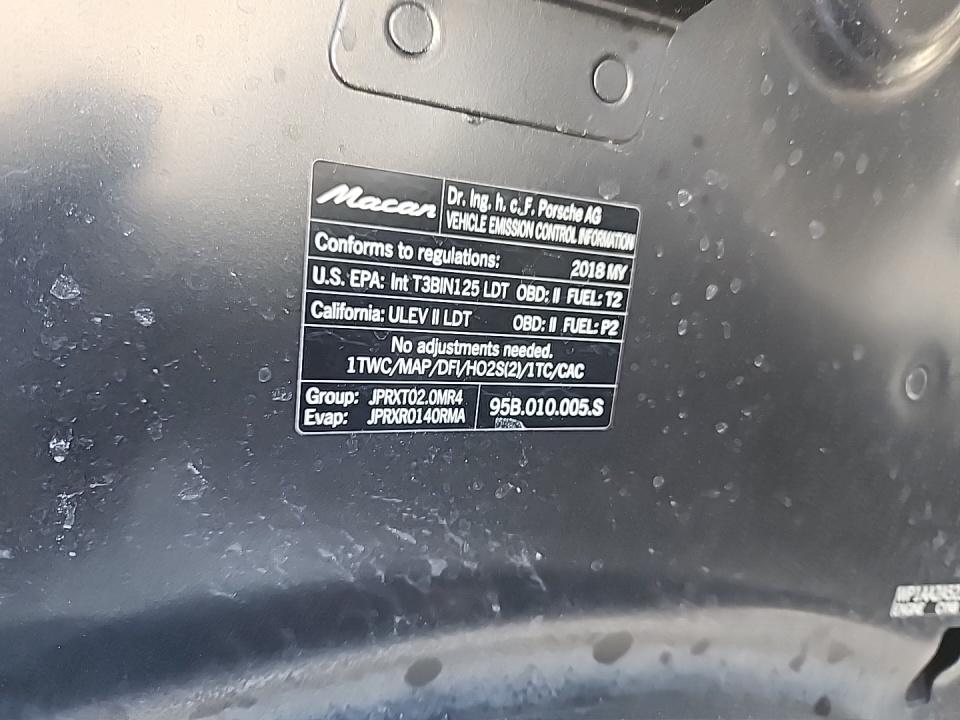 Macan
Dr. Ing. h. c. F. Porsche AG
VEHICLE EMISSION CONTROL INFORMATION
Conforms to regulations: 2018 MY
U.S. EPA: Int T3BIN125 LDT OBD: II FUEL: T2
California: ULEV II LDT OBD: II FUEL: P2
No adjustments needed.
1TWC/MAP/DFI/HO2S(2)/1TC/CAC
Group: JPRXT02.0MR4
Evap: JPRXR0140RMA
95B.010.005.S
ENGINE